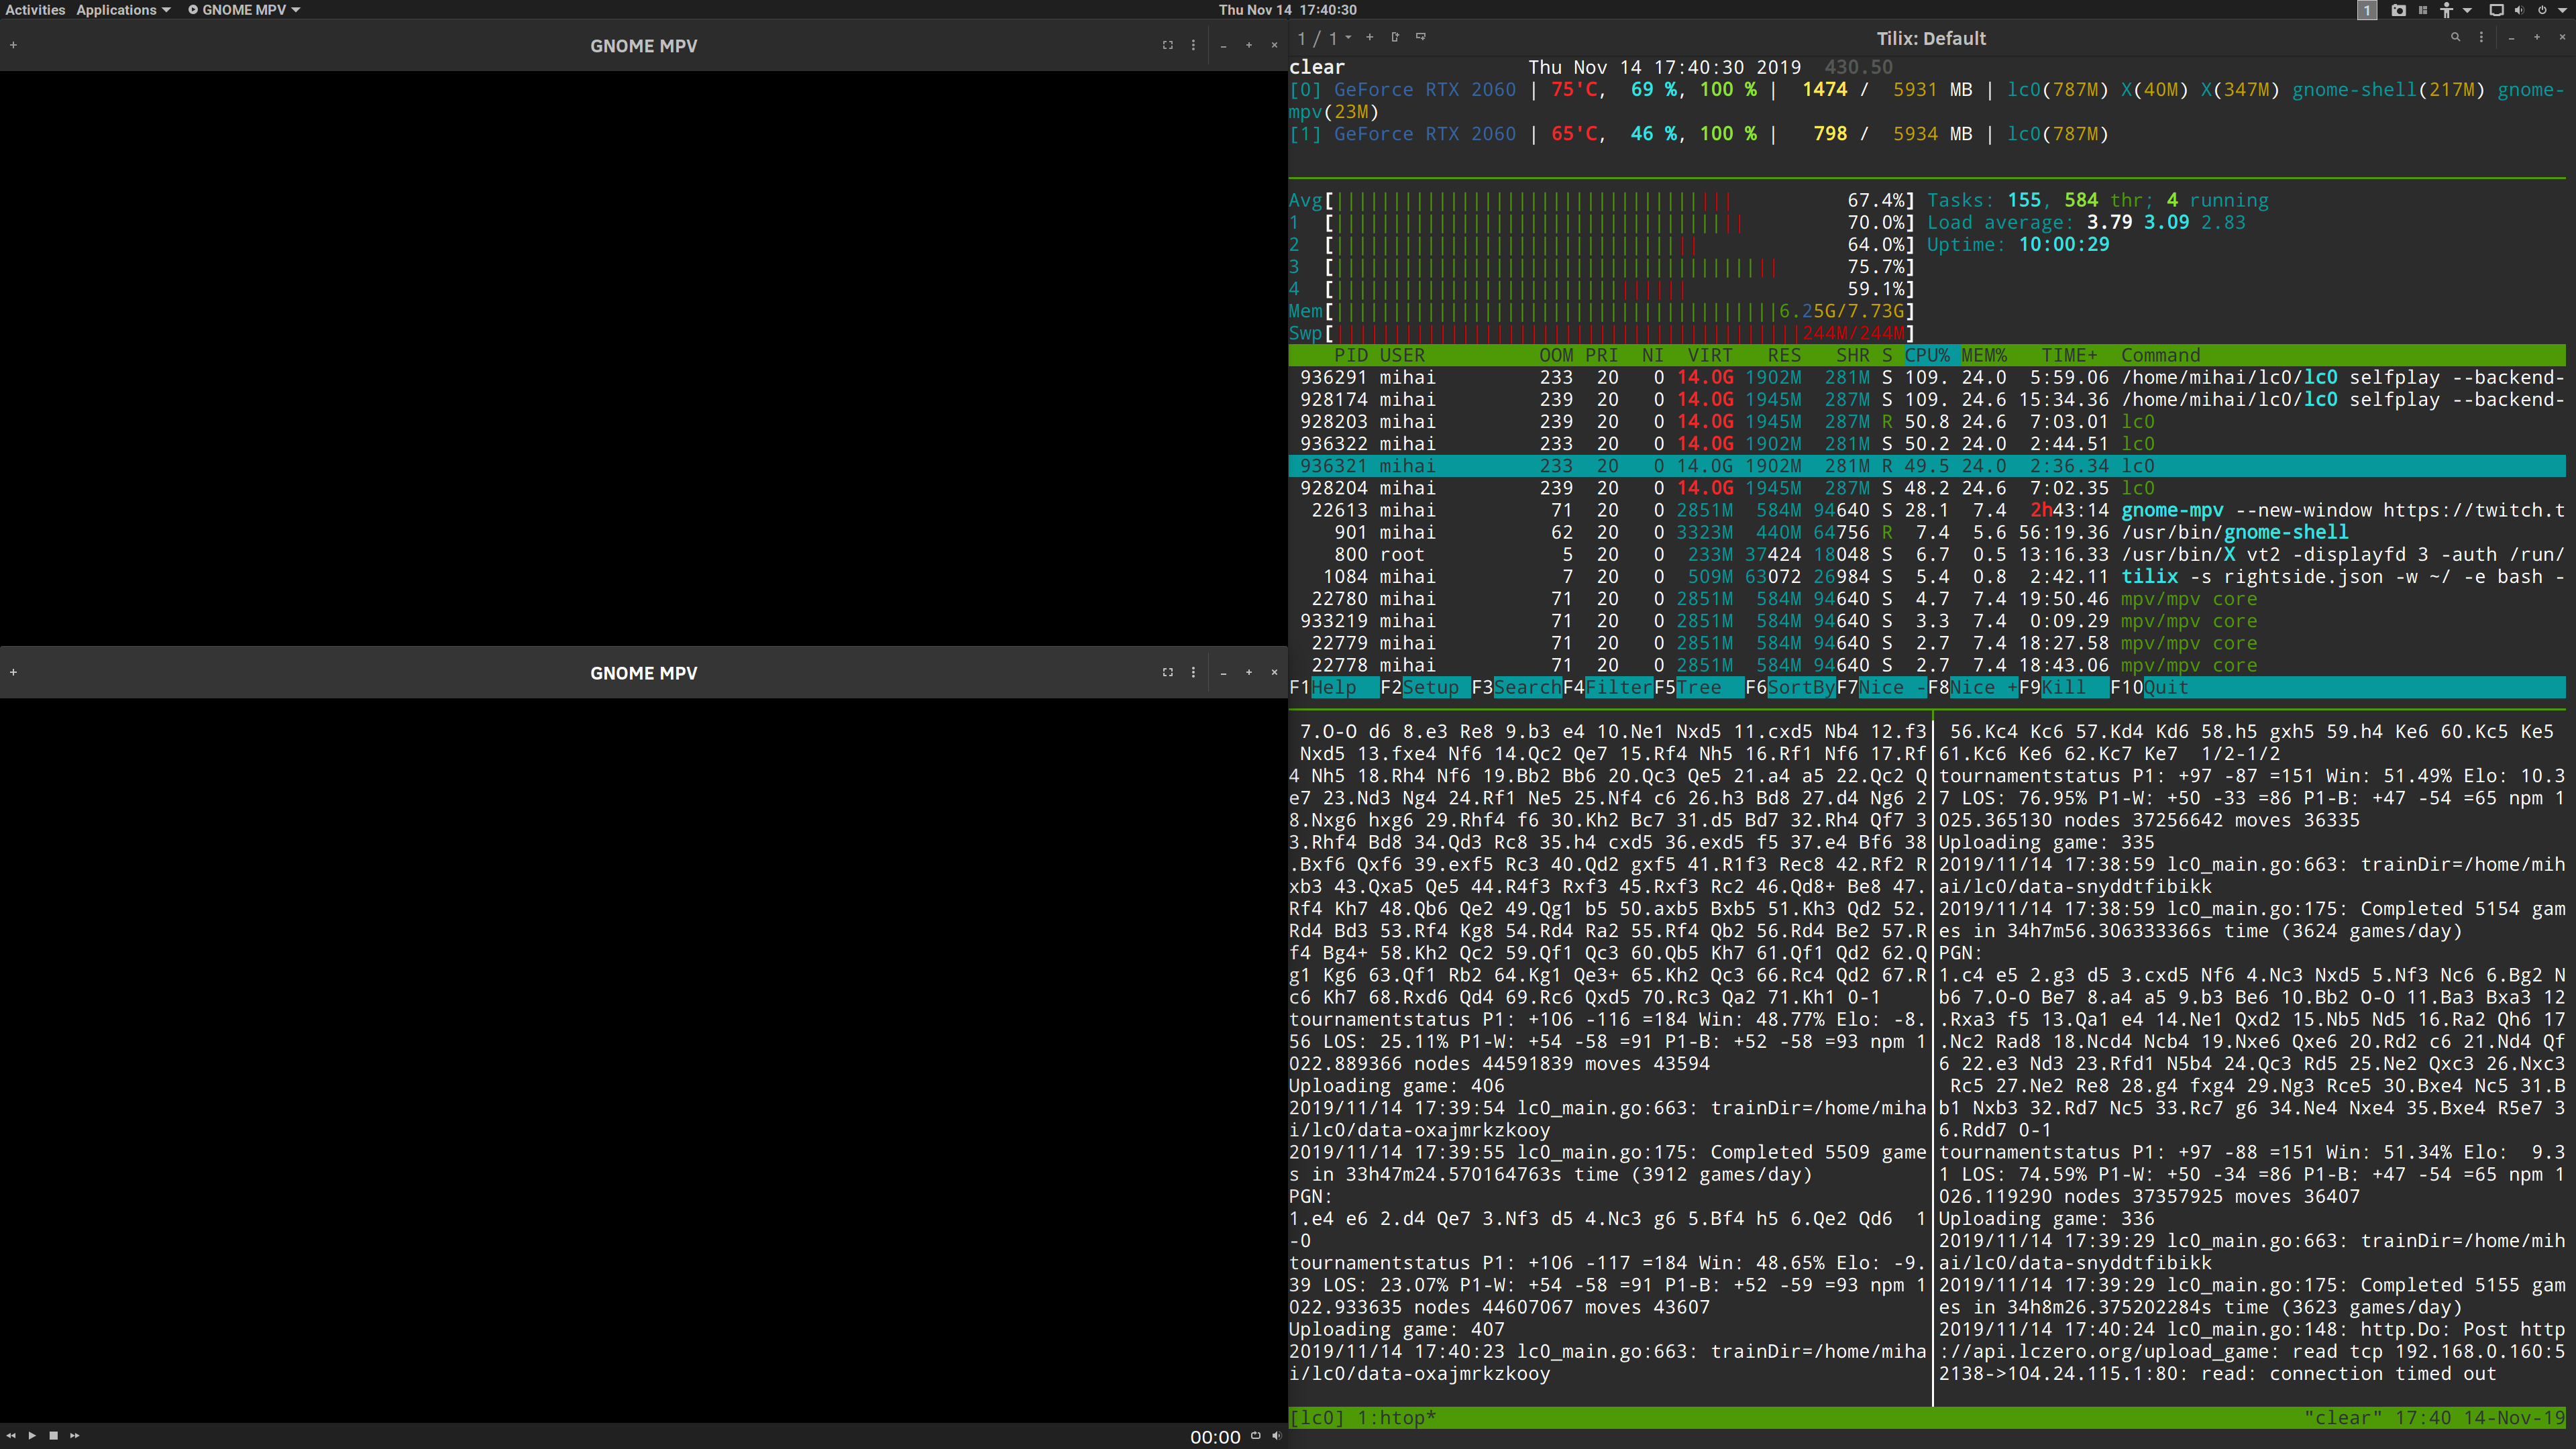 Activities Applications GNOME MPV Thu Nov 14 17:40:30 1
GNOME MPV
GNOME MPV
00:00
1 / 1 Tilix: Default
clear Thu Nov 14 17:40:30 2019 430.50
[0] GeForce RTX 2060 | 75'C, 69 %, 100 % | 1474 / 5931 MB | lc0(787M) X(40M) X(347M) gnome-shell(217M) gnome-
mpv(23M)
[1] GeForce RTX 2060 | 65'C, 46 %, 100 % | 798 / 5934 MB | lc0(787M)
Avg[ 67.4%] Tasks: 155, 584 thr; 4 running
1 [ 70.0%] Load average: 3.79 3.09 2.83
2 [ 64.0%] Uptime: 10:00:29
3 [ 75.7%]
4 [ 59.1%]
Mem[ 6.25G/7.73G]
Swp[ 244M/244M]
PID USER OOM PRI NI VIRT RES SHR S CPU% MEM% TIME+ Command
936291 mihai 233 20 0 14.0G 1902M 281M S 109. 24.0 5:59.06 /home/mihai/lc0/lc0 selfplay --backend-
928174 mihai 239 20 0 14.0G 1945M 287M S 109. 24.6 15:34.36 /home/mihai/lc0/lc0 selfplay --backend-
928203 mihai 239 20 0 14.0G 1945M 287M R 50.8 24.6 7:03.01 lc0
936322 mihai 233 20 0 14.0G 1902M 281M S 50.2 24.0 2:44.51 lc0
936321 mihai 233 20 0 14.0G 1902M 281M R 49.5 24.0 2:36.34 lc0
928204 mihai 239 20 0 14.0G 1945M 287M S 48.2 24.6 7:02.35 lc0
22613 mihai 71 20 0 2851M 584M 94640 S 28.1 7.4 2h43:14 gnome-mpv --new-window https://twitch.t
901 mihai 62 20 0 3323M 440M 64756 R 7.4 5.6 56:19.36 /usr/bin/gnome-shell
800 root 5 20 0 233M 37424 18048 S 6.7 0.5 13:16.33 /usr/bin/X vt2 -displayfd 3 -auth /run/
1084 mihai 7 20 0 509M 63072 26984 S 5.4 0.8 2:42.11 tilix -s rightside.json -w ~/ -e bash -
22780 mihai 71 20 0 2851M 584M 94640 S 4.7 7.4 19:50.46 mpv/mpv core
933219 mihai 71 20 0 2851M 584M 94640 S 3.3 7.4 0:09.29 mpv/mpv core
22779 mihai 71 20 0 2851M 584M 94640 S 2.7 7.4 18:27.58 mpv/mpv core
22778 mihai 71 20 0 2851M 584M 94640 S 2.7 7.4 18:43.06 mpv/mpv core
F1Help F2Setup F3SearchF4FilterF5Tree F6SortByF7Nice -F8Nice +F9Kill F10Quit
7.O-O d6 8.e3 Re8 9.b3 e4 10.Ne1 Nxd5 11.cxd5 Nb4 12.f3
Nxd5 13.fxe4 Nf6 14.Qc2 Qe7 15.Rf4 Nh5 16.Rf1 Nf6 17.Rf
4 Nh5 18.Rh4 Nf6 19.Bb2 Bb6 20.Qc3 Qe5 21.a4 a5 22.Qc2 Q
e7 23.Nd3 Ng4 24.Rf1 Ne5 25.Nf4 c6 26.h3 Bd8 27.d4 Ng6 2
8.Nxg6 hxg6 29.Rhf4 f6 30.Kh2 Bc7 31.d5 Bd7 32.Rh4 Qf7 3
3.Rhf4 Bd8 34.Qd3 Rc8 35.h4 cxd5 36.exd5 f5 37.e4 Bf6 38
.Bxf6 Qxf6 39.exf5 Rc3 40.Qd2 gxf5 41.R1f3 Rec8 42.Rf2 R
xb3 43.Qxa5 Qe5 44.R4f3 Rxf3 45.Rxf3 Rc2 46.Qd8+ Be8 47.
Rf4 Kh7 48.Qb6 Qe2 49.Qg1 b5 50.axb5 Bxb5 51.Kh3 Qd2 52.
Rd4 Bd3 53.Rf4 Kg8 54.Rd4 Ra2 55.Rf4 Qb2 56.Rd4 Be2 57.R
f4 Bg4+ 58.Kh2 Qc2 59.Qf1 Qc3 60.Qb5 Kh7 61.Qf1 Qd2 62.Q
g1 Kg6 63.Qf1 Rb2 64.Kg1 Qe3+ 65.Kh2 Qc3 66.Rc4 Qd2 67.R
c6 Kh7 68.Rxd6 Qd4 69.Rc6 Qxd5 70.Rc3 Qa2 71.Kh1 0-1
tournamentstatus P1: +106 -116 =184 Win: 48.77% Elo: -8.
56 LOS: 25.11% P1-W: +54 -58 =91 P1-B: +52 -58 =93 npm 1
022.889366 nodes 44591839 moves 43594
Uploading game: 406
2019/11/14 17:39:54 lc0_main.go:663: trainDir=/home/miha
i/lc0/data-oxajmrkzkooy
2019/11/14 17:39:55 lc0_main.go:175: Completed 5509 game
s in 33h47m24.570164763s time (3912 games/day)
PGN:
1.e4 e6 2.d4 Qe7 3.Nf3 d5 4.Nc3 g6 5.Bf4 h5 6.Qe2 Qd6 1
-0
tournamentstatus P1: +106 -117 =184 Win: 48.65% Elo: -9.
39 LOS: 23.07% P1-W: +54 -58 =91 P1-B: +52 -59 =93 npm 1
022.933635 nodes 44607067 moves 43607
Uploading game: 407
2019/11/14 17:40:23 lc0_main.go:663: trainDir=/home/miha
i/lc0/data-oxajmrkzkooy
56.Kc4 Kc6 57.Kd4 Kd6 58.h5 gxh5 59.h4 Ke6 60.Kc5 Ke5
61.Kc6 Ke6 62.Kc7 Ke7 1/2-1/2
tournamentstatus P1: +97 -87 =151 Win: 51.49% Elo: 10.3
7 LOS: 76.95% P1-W: +50 -33 =86 P1-B: +47 -54 =65 npm 1
025.365130 nodes 37256642 moves 36335
Uploading game: 335
2019/11/14 17:38:59 lc0_main.go:663: trainDir=/home/mih
ai/lc0/data-snyddtfibikk
2019/11/14 17:38:59 lc0_main.go:175: Completed 5154 gam
es in 34h7m56.306333366s time (3624 games/day)
PGN:
1.c4 e5 2.g3 d5 3.cxd5 Nf6 4.Nc3 Nxd5 5.Nf3 Nc6 6.Bg2 N
b6 7.O-O Be7 8.a4 a5 9.b3 Be6 10.Bb2 O-O 11.Ba3 Bxa3 12
.Rxa3 f5 13.Qa1 e4 14.Ne1 Qxd2 15.Nb5 Nd5 16.Ra2 Qh6 17
.Nc2 Rad8 18.Ncd4 Ncb4 19.Nxe6 Qxe6 20.Rd2 c6 21.Nd4 Qf
6 22.e3 Nd3 23.Rfd1 N5b4 24.Qc3 Rd5 25.Ne2 Qxc3 26.Nxc3
Rc5 27.Ne2 Re8 28.g4 fxg4 29.Ng3 Rce5 30.Bxe4 Nc5 31.B
b1 Nxb3 32.Rd7 Nc5 33.Rc7 g6 34.Ne4 Nxe4 35.Bxe4 R5e7 3
6.Rdd7 0-1
tournamentstatus P1: +97 -88 =151 Win: 51.34% Elo: 9.3
1 LOS: 74.59% P1-W: +50 -34 =86 P1-B: +47 -54 =65 npm 1
026.119290 nodes 37357925 moves 36407
Uploading game: 336
2019/11/14 17:39:29 lc0_main.go:663: trainDir=/home/mih
ai/lc0/data-snyddtfibikk
2019/11/14 17:39:29 lc0_main.go:175: Completed 5155 gam
es in 34h8m26.375202284s time (3623 games/day)
2019/11/14 17:40:24 lc0_main.go:148: http.Do: Post http
://api.lczero.org/upload_game: read tcp 192.168.0.160:5
2138->104.24.115.1:80: read: connection timed out
[lc0] 1:htop* "clear" 17:40 14-Nov-19